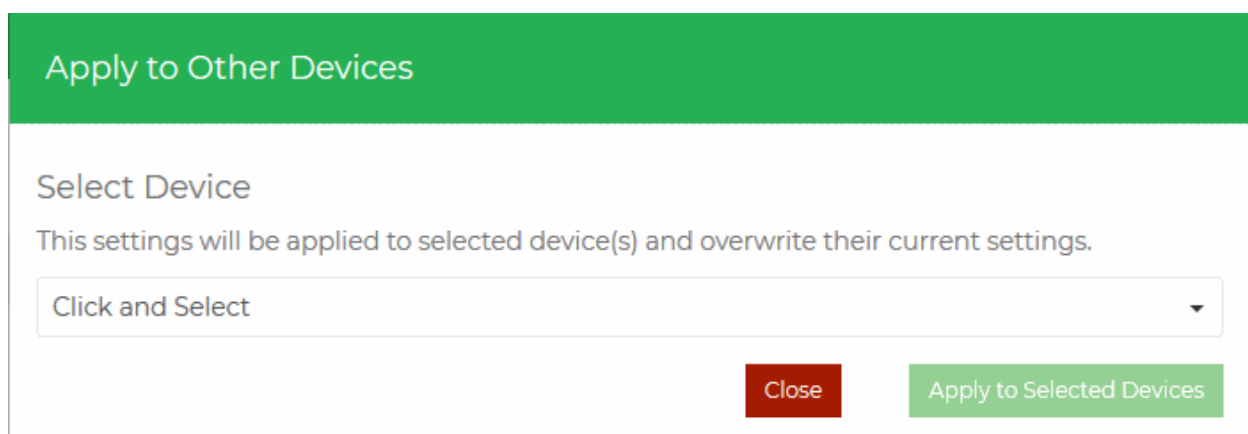 Apply to Other Devices
Select Device
This settings will be applied to selected device(s) and overwrite their current settings.
Click and Select
Close
Apply to Selected Devices